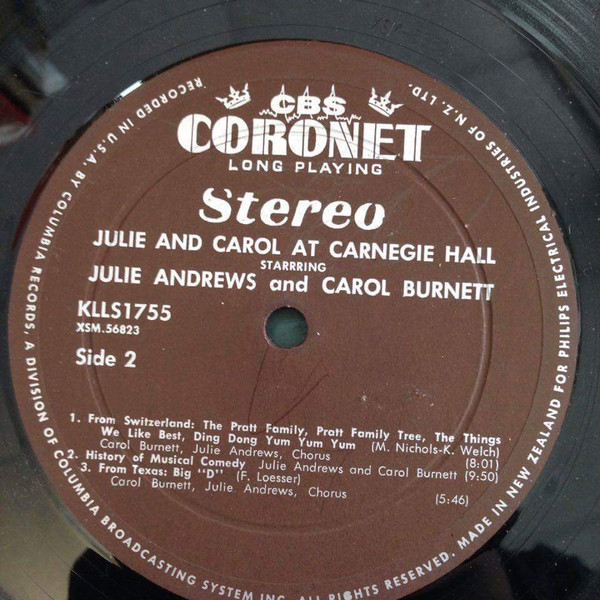 CBS
CORONET
LONG PLAYING
Stereo
JULIE AND CAROL AT CARNEGIE HALL
STARRRING
JULIE ANDREWS and CAROL BURNETT
KLLS1755
XSM.56823
Side 2
1. From Switzerland: The Pratt Family, Pratt Family Tree, The Things
We Like Best, Ding Dong Yum Yum Yum (M. Nichols-K. Welch)
Carol Burnett, Julie Andrews, Chorus (8:01)
2. History of Musical Comedy Julie Andrews and Carol Burnett (9:50)
3. From Texas: Big "D" (F. Loesser)
Carol Burnett, Julie Andrews, Chorus (5:46)
RECORDED IN U.S.A. BY COLUMBIA RECORDS, A DIVISION OF COLUMBIA BROADCASTING SYSTEM INC. ALL RIGHTS RESERVED. MADE IN NEW ZEALAND FOR PHILIPS ELECTRICAL INDUSTRIES OF N.Z. LTD.